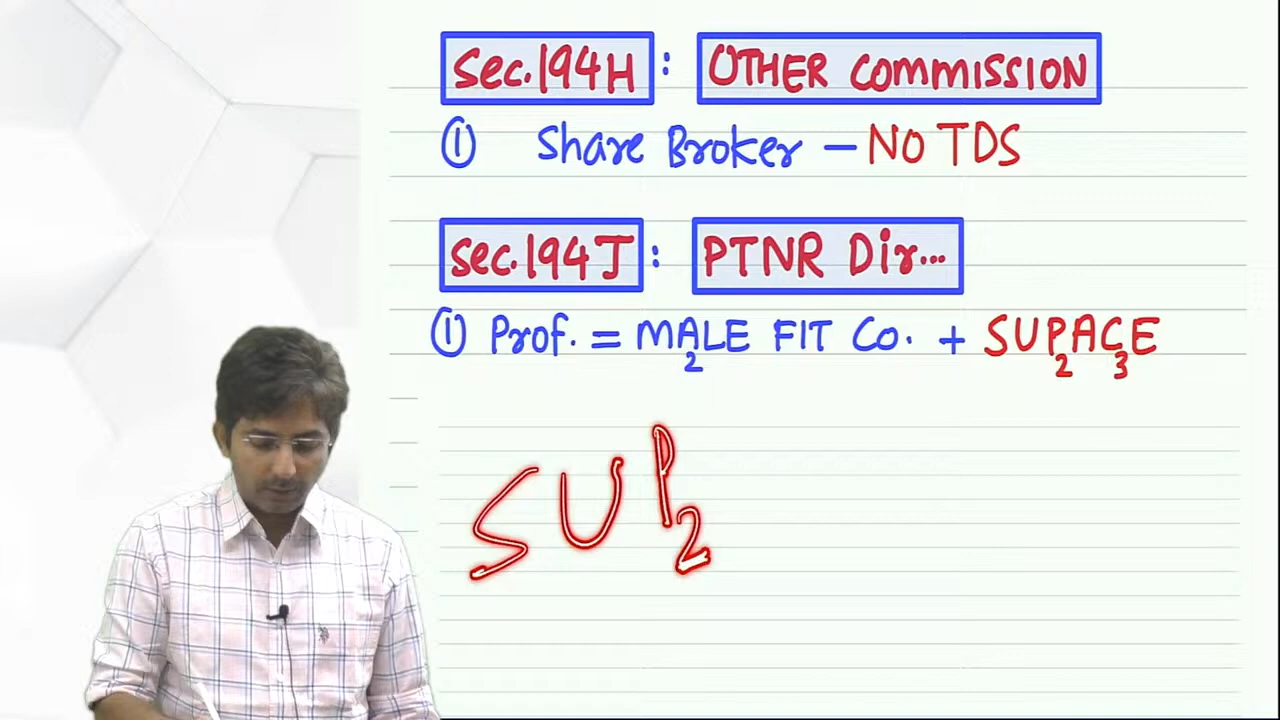 Sec.194H : OTHER COMMISSION
① Share Broker – NO TDS
Sec.194J : PTNR Dir...
① Prof. = MA₂LE FIT Co. + SUP₂AC₃E
SUP₂